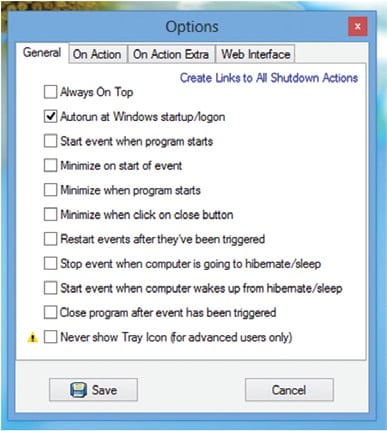 Options
x
General On Action On Action Extra Web Interface
Create Links to All Shutdown Actions
Always On Top
Autorun at Windows startup/logon
Start event when program starts
Minimize on start of event
Minimize when program starts
Minimize when click on close button
Restart events after they've been triggered
Stop event when computer is going to hibernate/sleep
Start event when computer wakes up from hibernate/sleep
Close program after event has been triggered
Never show Tray Icon (for advanced users only)
Save Cancel